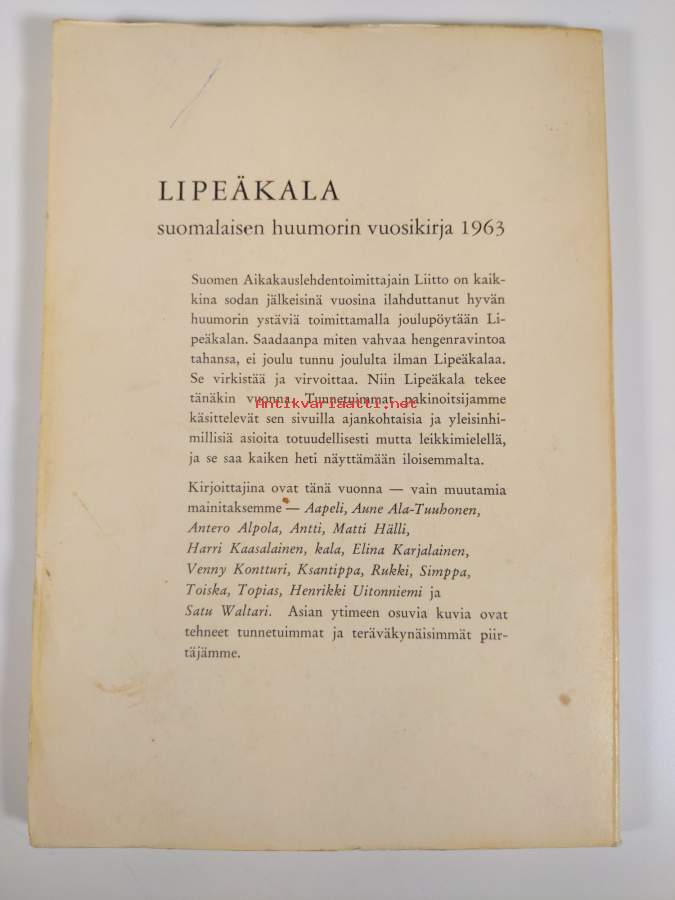 LIPEÄKALA
suomalaisen huumorin vuosikirja 1963
Suomen Aikakauslehdentoimittajain Liitto on kaik-
kina sodan jälkeisinä vuosina ilahduttanut hyvän
huumorin ystäviä toimittamalla joulupöytään Li-
peäkalan. Saadaanpa miten vahvaa hengenravintoa
tahansa, ei joulu tunnu joululta ilman Lipeäkalaa.
Se virkistää ja virvoittaa. Niin Lipeäkala tekee
tänäkin vuonna. Tunnetuimmat pakinoitsijamme
Antikvariaatti.net
käsittelevät sen sivuilla ajankohtaisia ja yleisinhi-
millisiä asioita totuudellisesti mutta leikkimielellä,
ja se saa kaiken heti näyttämään iloisemmalta.
Kirjoittajina ovat tänä vuonna — vain muutamia
mainitaksemme — Aapeli, Aune Ala-Tuuhonen,
Antero Alpola, Antti, Matti Hälli,
Harri Kaasalainen, kala, Elina Karjalainen,
Venny Kontturi, Ksantippa, Rukki, Simppa,
Toiska, Topias, Henrikki Uitonniemi ja
Satu Waltari. Asian ytimeen osuvia kuvia ovat
tehneet tunnetuimmat ja teräväkynäisimmät piir-
täjämme.